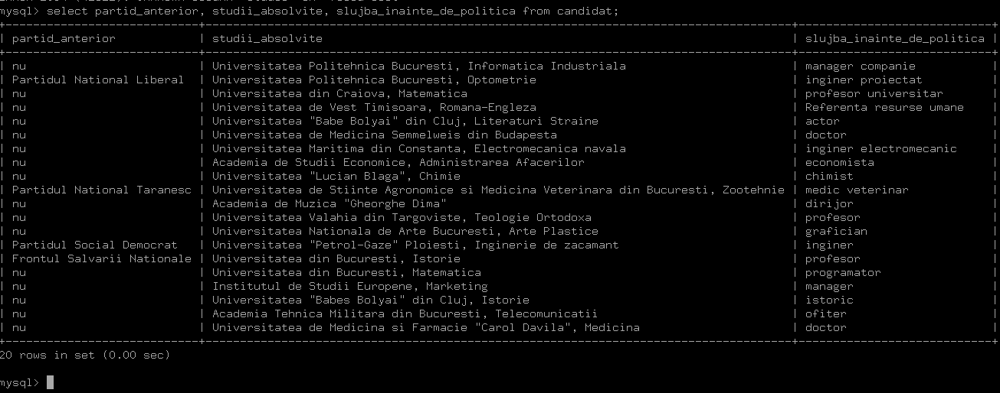 mysql> select partid_anterior, studii_absolvite, slujba_inainte_de_politica from candidat;
+---------------------------+------------------------------------------------------------------------------------+----------------------------+
| partid_anterior | studii_absolvite | slujba_inainte_de_politica |
+---------------------------+------------------------------------------------------------------------------------+----------------------------+
| nu | Universitatea Politehnica Bucuresti, Informatica Industriala | manager companie |
| Partidul National Liberal | Universitatea Politehnica Bucuresti, Optometrie | inginer proiectat |
| nu | Universitatea din Craiova, Matematica | profesor universitar |
| nu | Universitatea de Vest Timisoara, Romana-Engleza | Referenta resurse umane |
| nu | Universitatea "Babe Bolyai" din Cluj, Literaturi Straine | actor |
| nu | Universitatea de Medicina Semmelweis din Budapesta | doctor |
| nu | Universitatea Maritima din Constanta, Electromecanica navala | inginer electromecanic |
| nu | Academia de Studii Economice, Administrarea Afacerilor | economista |
| nu | Universitatea "Lucian Blaga", Chimie | chimist |
| Partidul National Taranesc | Universitatea de Stiinte Agronomice si Medicina Veterinara din Bucuresti, Zootehnie | medic veterinar |
| nu | Academia de Muzica "Gheorghe Dima" | dirijor |
| nu | Universitatea Valahia din Targoviste, Teologie Ortodoxa | profesor |
| nu | Universitatea Nationala de Arte Bucuresti, Arte Plastice | grafician |
| Partidul Social Democrat | Universitatea "Petrol-Gaze" Ploiesti, Inginerie de zacamant | inginer |
| Frontul Salvarii Nationale | Universitatea din Bucuresti, Istorie | profesor |
| nu | Universitatea din Bucuresti, Matematica | programator |
| nu | Institutul de Studii Europene, Marketing | manager |
| nu | Universitatea "Babes Bolyai" din Cluj, Istorie | istoric |
| nu | Academia Tehnica Militara din Bucuresti, Telecomunicatii | ofiter |
| nu | Universitatea de Medicina si Farmacie "Carol Davila", Medicina | doctor |
+---------------------------+------------------------------------------------------------------------------------+----------------------------+
20 rows in set (0.00 sec)
mysql>